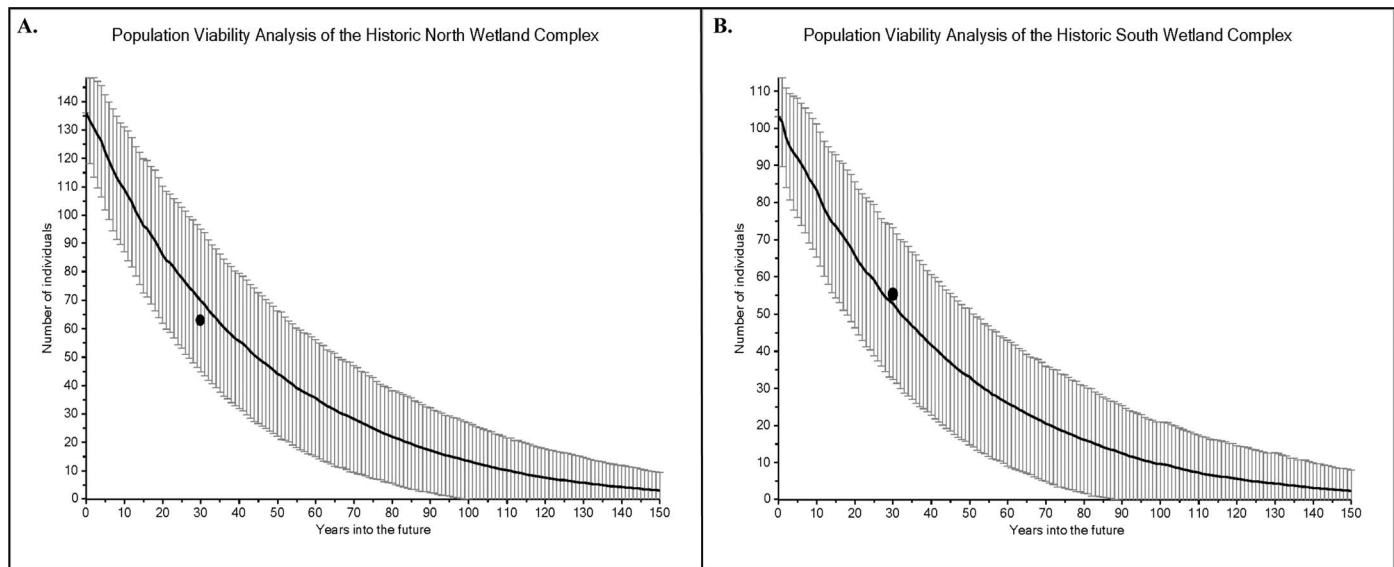 A.
Population Viability Analysis of the Historic North Wetland Complex
Number of individuals
140
130
120
110
100
90
80
70
60
50
40
30
20
10
0
0 10 20 30 40 50 60 70 80 90 100 110 120 130 140 150
Years into the future
B.
Population Viability Analysis of the Historic South Wetland Complex
Number of individuals
110
100
90
80
70
60
50
40
30
20
10
0
0 10 20 30 40 50 60 70 80 90 100 110 120 130 140 150
Years into the future